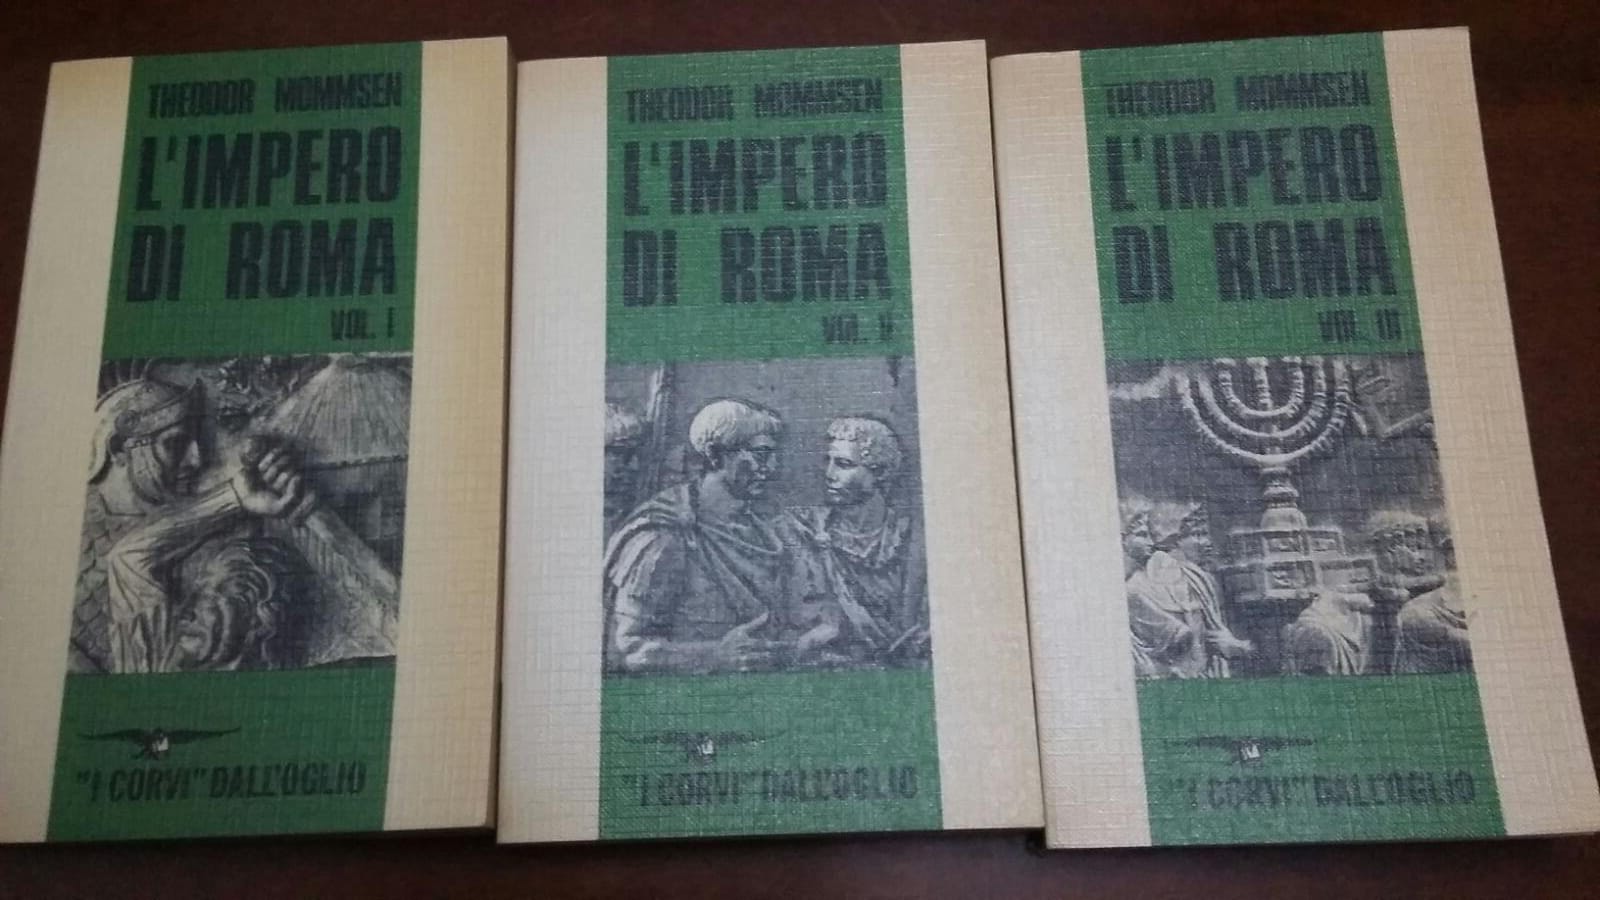 THEODOR MOMMSEN
L'IMPERO
DI ROMA
VOL. I
"I CORVI" DALL'OGLIO
THEODOR MOMMSEN
L'IMPERO
DI ROMA
VOL. II
"I CORVI" DALL'OGLIO
THEODOR MOMMSEN
L'IMPERO
DI ROMA
VOL. III
"I CORVI" DALL'OGLIO